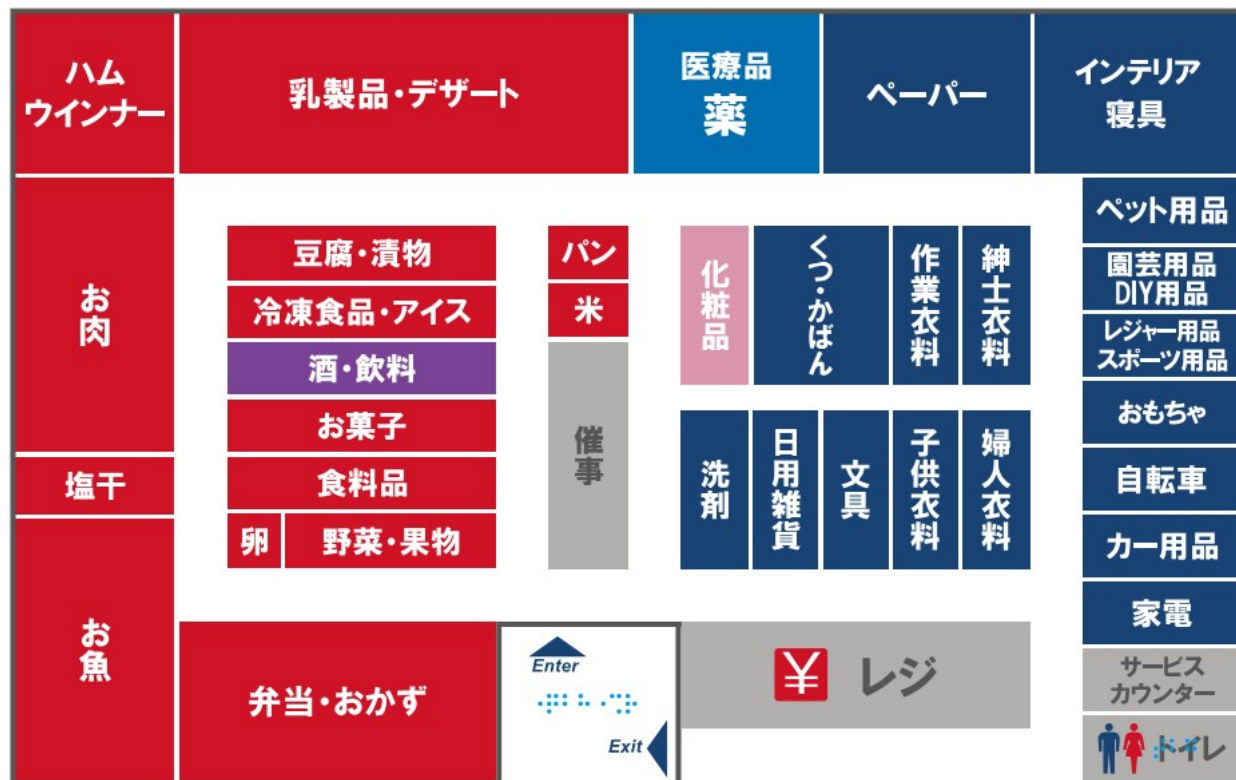 ハム
ウインナー
乳製品・デザート
医療品
薬
ペーパー
インテリア
寝具
お肉
塩干
お魚
豆腐・漬物
冷凍食品・アイス
酒・飲料
お菓子
食料品
卵
野菜・果物
パン
米
催事
化粧品
くつ・かばん
作業衣料
紳士衣料
洗剤
日用雑貨
文具
子供衣料
婦人衣料
ペット用品
園芸用品
DIY用品
レジャー用品
スポーツ用品
おもちゃ
自転車
カー用品
家電
サービス
カウンター
トイレ
弁当・おかず
Enter
Exit
¥ レジ